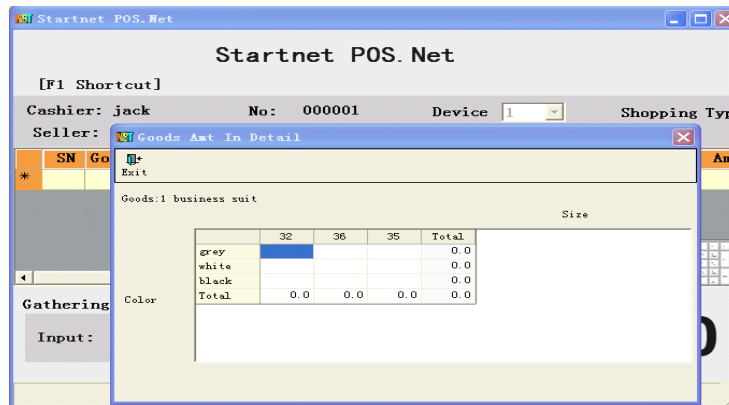 Startnet POS.Net
Startnet POS.Net
[F1 Shortcut]
Cashier: jack No: 000001 Device 1 Shopping Typ
Seller:
Goods Amt In Detail
SN Go
Am
*
Exit
Goods:1 business suit
Size
32 36 35 Total
grey 0.0
white 0.0
black 0.0
Total 0.0 0.0 0.0 0.0
Color
Gathering
Input:
0